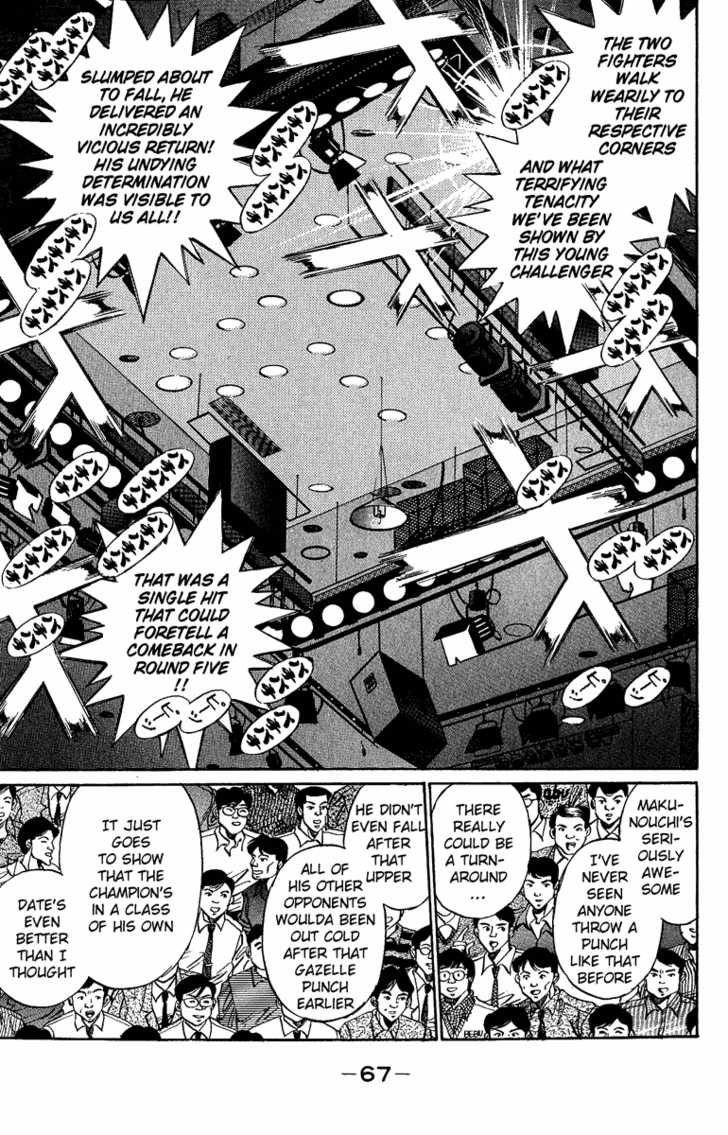 THE TWO
FIGHTERS
WALK
WEARILY TO
THEIR
RESPECTIVE
CORNERS
AND WHAT
TERRIFYING
TENACITY
WE'VE BEEN
SHOWN BY
THIS YOUNG
CHALLENGER
SLUMPED ABOUT
TO FALL, HE
DELIVERED AN
INCREDIBLY
VICIOUS RETURN!
HIS UNDYING
DETERMINATION
WAS VISIBLE TO
US ALL!!
THAT WAS A
SINGLE HIT
THAT COULD
FORETELL A
COMEBACK IN
ROUND FIVE
!!
MAKU-
NOUCHI'S
SERI-
OUSLY
AWE-
SOME
I'VE
NEVER
SEEN
ANYONE
THROW A
PUNCH
LIKE THAT
BEFORE
THERE
REALLY
COULD BE
A TURN-
AROUND
...
HE DIDN'T
EVEN FALL
AFTER
THAT
UPPER
ALL OF
HIS OTHER
OPPONENTS
WOULDA BEEN
OUT COLD
AFTER THAT
GAZELLE
PUNCH
EARLIER
IT JUST
GOES
TO SHOW
THAT THE
CHAMPION'S
IN A CLASS
OF HIS OWN
DATE'S
EVEN
BETTER
THAN I
THOUGHT
-67-